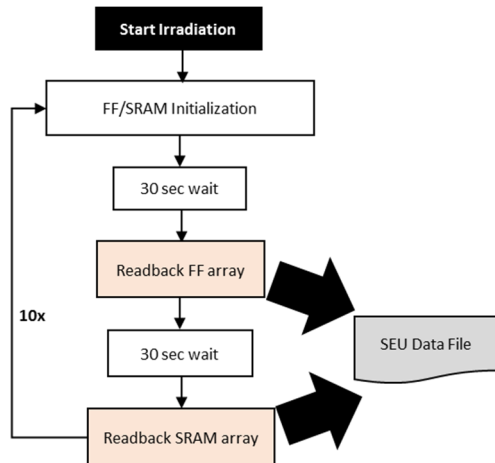 Start Irradiation
FF/SRAM Initialization
30 sec wait
Readback FF array
10x
30 sec wait
SEU Data File
Readback SRAM array